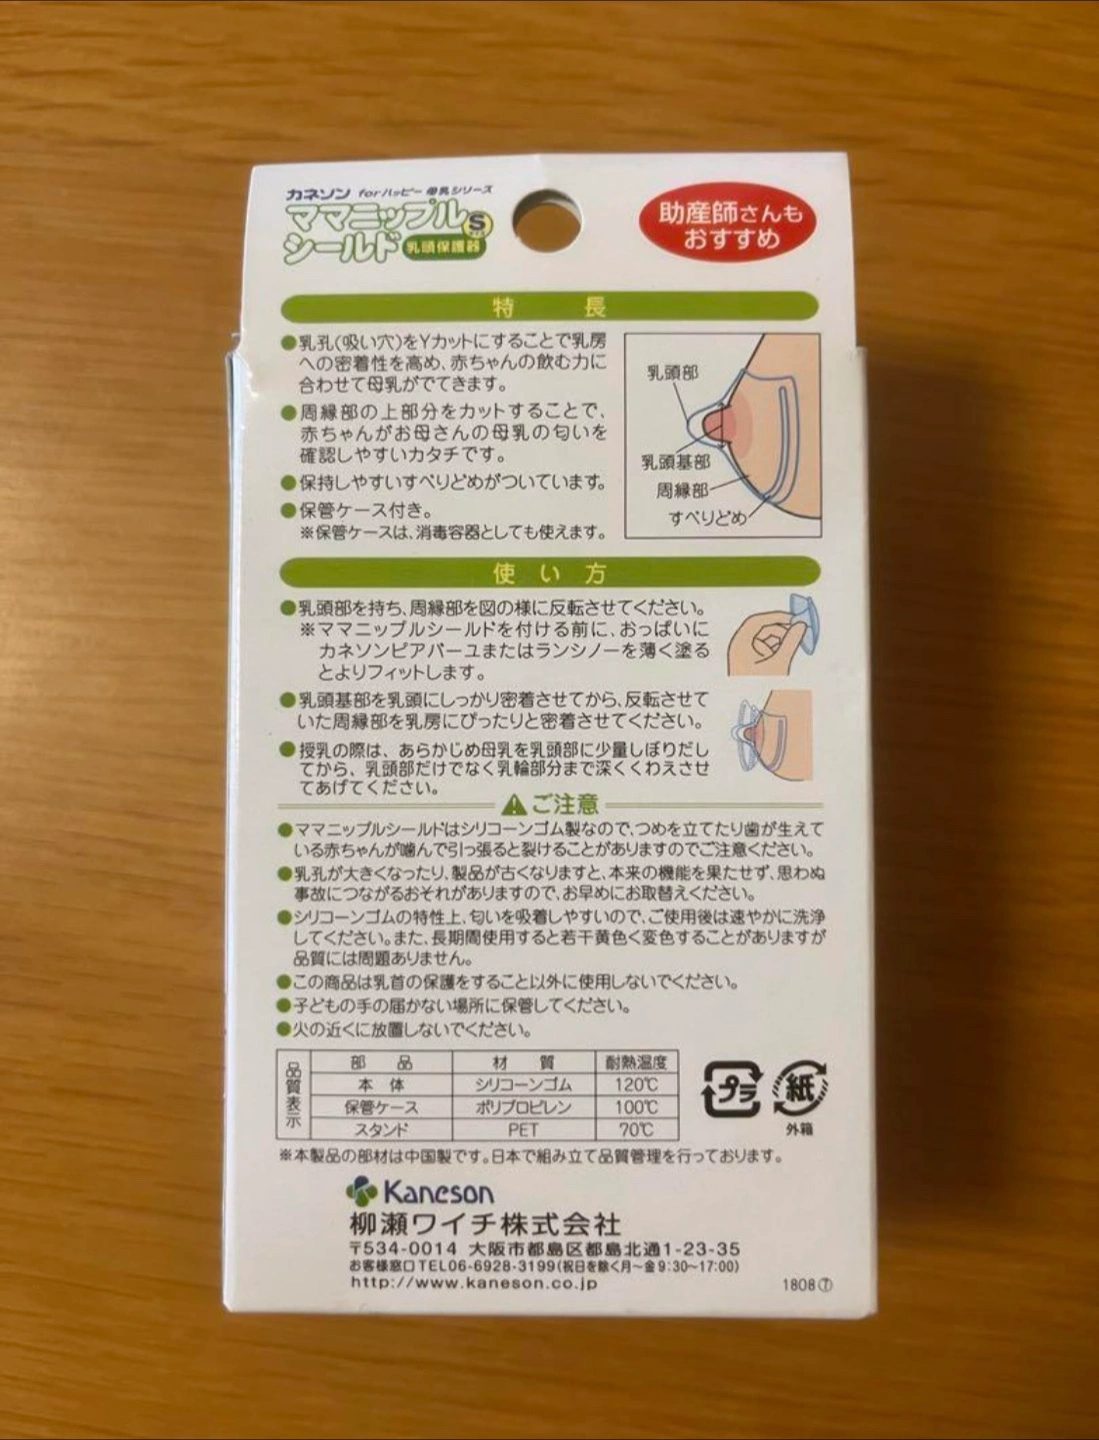 カネソン forハッピー母乳シリーズ
ママニップル Sサイズ
シールド 乳頭保護器
助産師さんも
おすすめ
特長
●乳孔(吸い穴)をYカットにすることで乳房
への密着性を高め、赤ちゃんの飲む力に
合わせて母乳がでてきます。
●周縁部の上部分をカットすることで、
赤ちゃんがお母さんの母乳の匂いを
確認しやすいカタチです。
●保持しやすいすべりどめがついています。
●保管ケース付き。
※保管ケースは、消毒容器としても使えます。
乳頭部
乳頭基部
周縁部
すべりどめ
使い方
●乳頭部を持ち、周縁部を図の様に反転させてください。
※ママニップルシールドを付ける前に、おっぱいに
カネソンピアバーユまたはランシノーを薄く塗る
とよりフィットします。
●乳頭基部を乳頭にしっかり密着させてから、反転させて
いた周縁部を乳房にぴったりと密着させてください。
●授乳の際は、あらかじめ母乳を乳頭部に少量しぼりだし
てから、乳頭部だけでなく乳輪部分まで深くくわえさせ
てあげてください。
ご注意
●ママニップルシールドはシリコーンゴム製なので、つめを立てたり歯が生えて
いる赤ちゃんが噛んで引っ張ると裂けることがありますのでご注意ください。
●乳孔が大きくなったり、製品が古くなりますと、本来の機能を果たせず、思わぬ
事故につながるおそれがありますので、お早めにお取替えください。
●シリコーンゴムの特性上、匂いを吸着しやすいので、ご使用後は速やかに洗浄
してください。また、長期間使用すると若干黄色く変色することがありますが
品質には問題ありません。
●この商品は乳首の保護をすること以外に使用しないでください。
●子どもの手の届かない場所に保管してください。
●火の近くに放置しないでください。
品質表示
部品 材質 耐熱温度
本体 シリコーンゴム 120℃
保管ケース ポリプロピレン 100℃
スタンド PET 70℃
プラ
紙
外箱
※本製品の部材は中国製です。日本で組み立て品質管理を行っております。
Kaneson
柳瀬ワイチ株式会社
〒534-0014 大阪市都島区都島北通1-23-35
お客様窓口TEL06-6928-3199(祝日を除く月〜金9:30〜17:00)
http://www.kaneson.co.jp
1808⑦